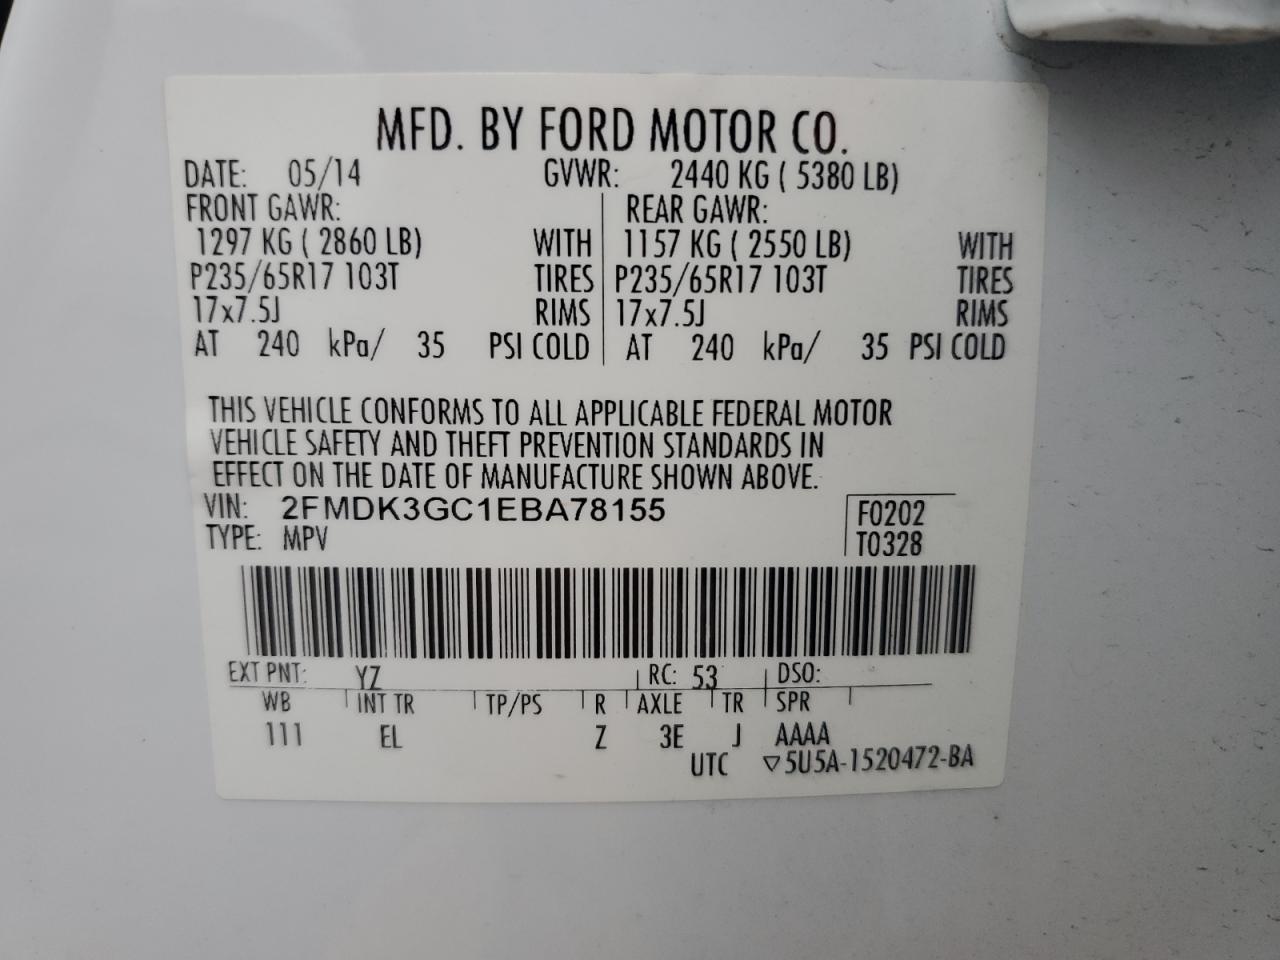 MFD. BY FORD MOTOR CO.
DATE: 05/14 GVWR: 2440 KG ( 5380 LB)
FRONT GAWR: REAR GAWR:
1297 KG ( 2860 LB) WITH 1157 KG ( 2550 LB) WITH
P235/65R17 103T TIRES P235/65R17 103T TIRES
17x7.5J RIMS 17x7.5J RIMS
AT 240 kPa/ 35 PSI COLD AT 240 kPa/ 35 PSI COLD
THIS VEHICLE CONFORMS TO ALL APPLICABLE FEDERAL MOTOR
VEHICLE SAFETY AND THEFT PREVENTION STANDARDS IN
EFFECT ON THE DATE OF MANUFACTURE SHOWN ABOVE.
VIN: 2FMDK3GC1EBA78155 F0202
TYPE: MPV T0328
EXT PNT: YZ RC: 53 DSO:
WB INT TR TP/PS R AXLE TR SPR
111 EL Z 3E J AAAA
UTC ▽5U5A-1520472-BA